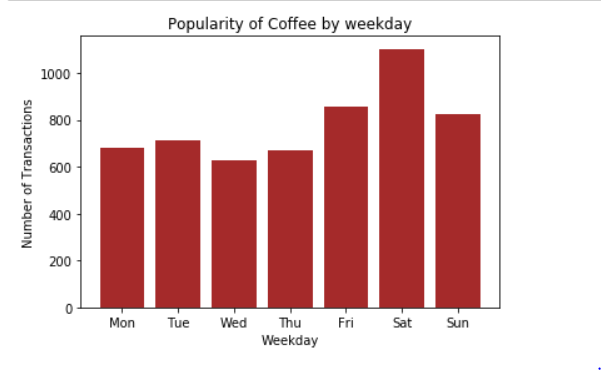 Popularity of Coffee by weekday
Number of Transactions
1000
800
600
400
200
0
Mon Tue Wed Thu Fri Sat Sun
Weekday
.